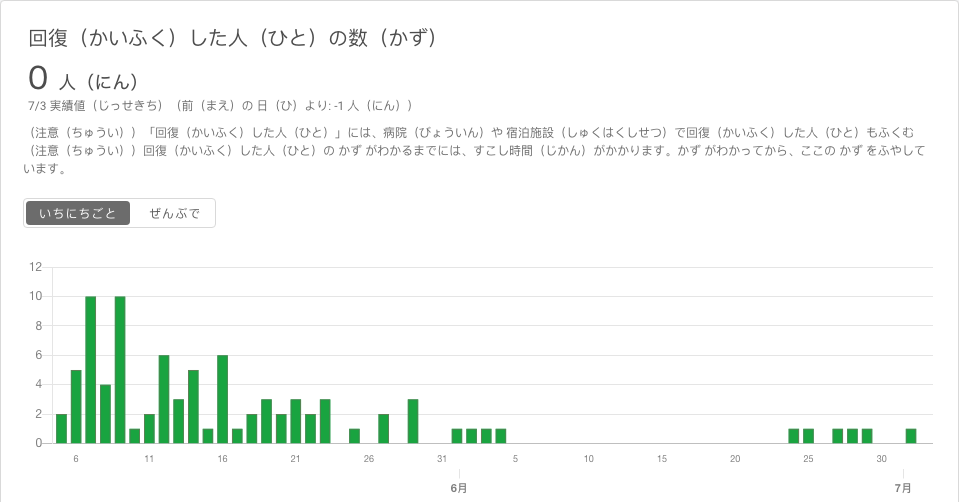 回復（かいふく）した人（ひと）の数（かず）
0 人（にん）
7/3 実績値（じっせきち）（前（まえ）の 日（ひ）より: -1 人（にん））
（注意（ちゅうい））「回復（かいふく）した人（ひと）」には、病院（びょういん）や 宿泊施設（しゅくはくしせつ）で回復（かいふく）した人（ひと）もふくむ
（注意（ちゅうい））回復（かいふく）した人（ひと）の かず がわかるまでには、すこし時間（じかん）がかかります。かず がわかってから、ここの かず をふやして
います。
いちにちごと ぜんぶで
12
10
8
6
4
2
0
6 11 16 21 26 31 5 10 15 20 25 30
6月 7月